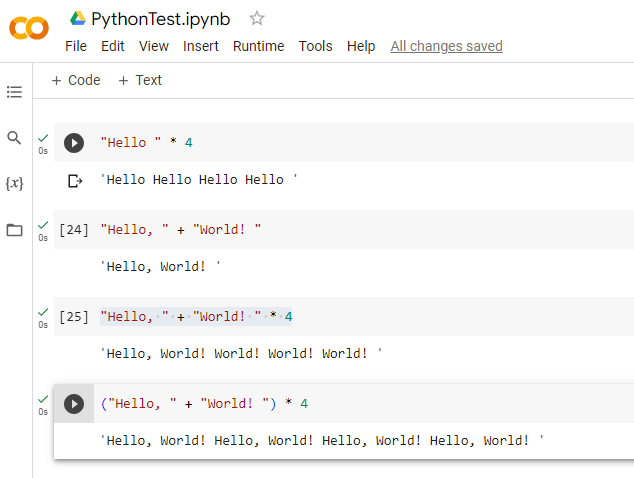 PythonTest.ipynb
File Edit View Insert Runtime Tools Help All changes saved
+ Code + Text
0s "Hello " * 4
'Hello Hello Hello Hello '
0s [24] "Hello, " + "World! "
'Hello, World! '
0s [25] "Hello, " + "World! " * 4
'Hello, World! World! World! World! '
0s ("Hello, " + "World! ") * 4
'Hello, World! Hello, World! Hello, World! Hello, World! '
{x}